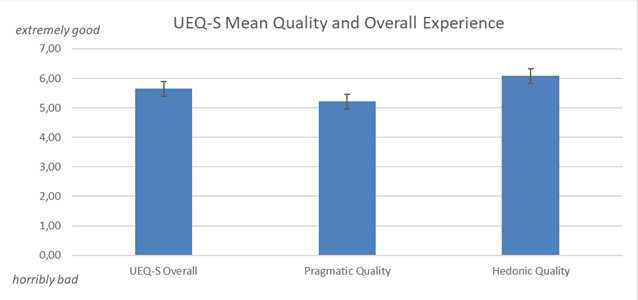 UEQ-S Mean Quality and Overall Experience
extremely good
7,00
6,00
5,00
4,00
3,00
2,00
1,00
0,00
horribly bad
UEQ-S Overall
Pragmatic Quality
Hedonic Quality